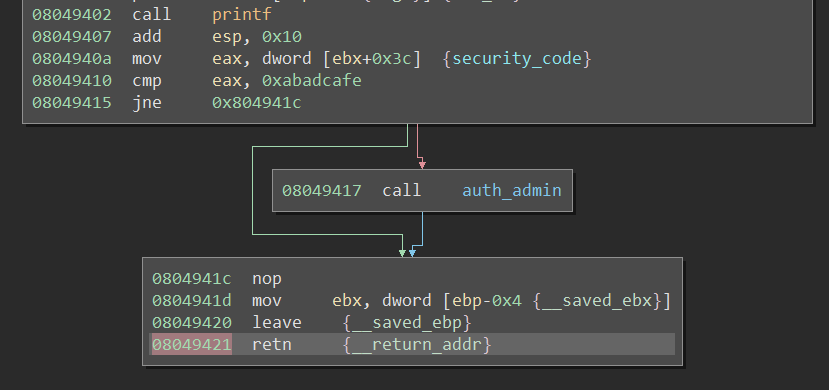 08049402 call printf
08049407 add esp, 0x10
0804940a mov eax, dword [ebx+0x3c] {security_code}
08049410 cmp eax, 0xabadcafe
08049415 jne 0x804941c
08049417 call auth_admin
0804941c nop
0804941d mov ebx, dword [ebp-0x4 {__saved_ebx}]
08049420 leave {__saved_ebp}
08049421 retn {__return_addr}